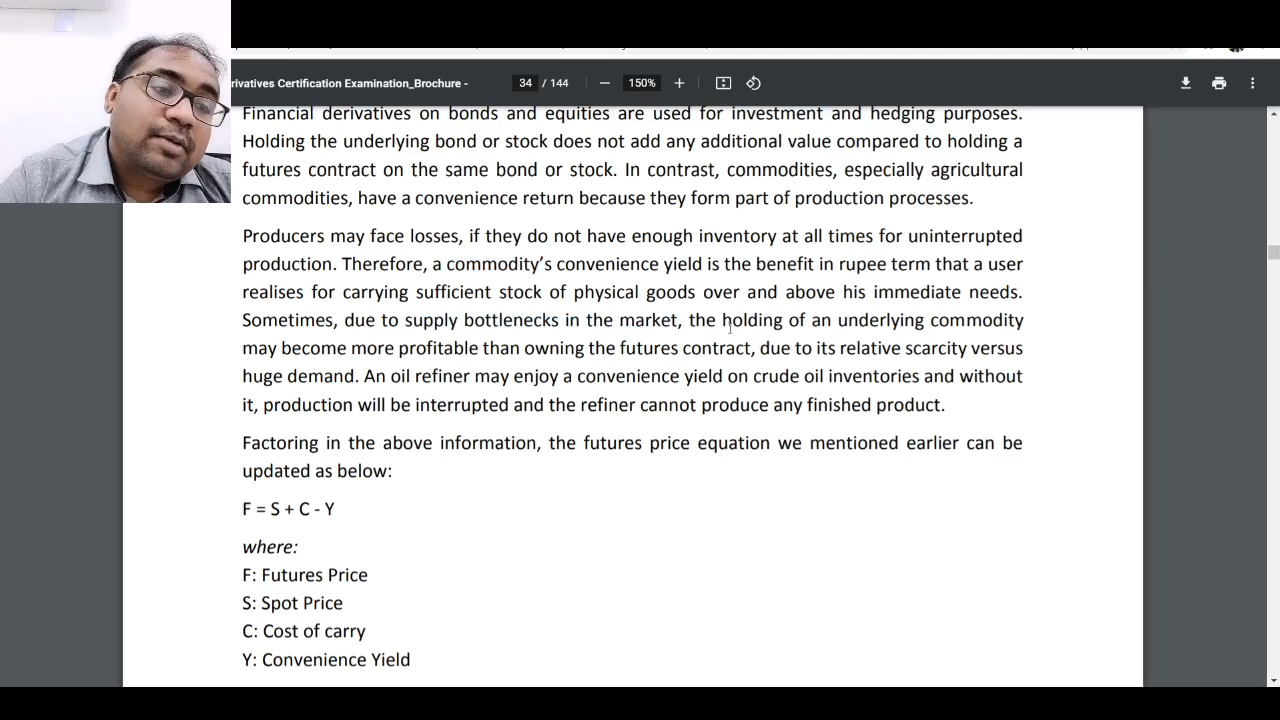 rivatives Certification Examination_Brochure -
34 / 144
150%
Financial derivatives on bonds and equities are used for investment and hedging purposes.
Holding the underlying bond or stock does not add any additional value compared to holding a
futures contract on the same bond or stock. In contrast, commodities, especially agricultural
commodities, have a convenience return because they form part of production processes.
Producers may face losses, if they do not have enough inventory at all times for uninterrupted
production. Therefore, a commodity’s convenience yield is the benefit in rupee term that a user
realises for carrying sufficient stock of physical goods over and above his immediate needs.
Sometimes, due to supply bottlenecks in the market, the holding of an underlying commodity
may become more profitable than owning the futures contract, due to its relative scarcity versus
huge demand. An oil refiner may enjoy a convenience yield on crude oil inventories and without
it, production will be interrupted and the refiner cannot produce any finished product.
Factoring in the above information, the futures price equation we mentioned earlier can be
updated as below:
F = S + C - Y
where:
F: Futures Price
S: Spot Price
C: Cost of carry
Y: Convenience Yield